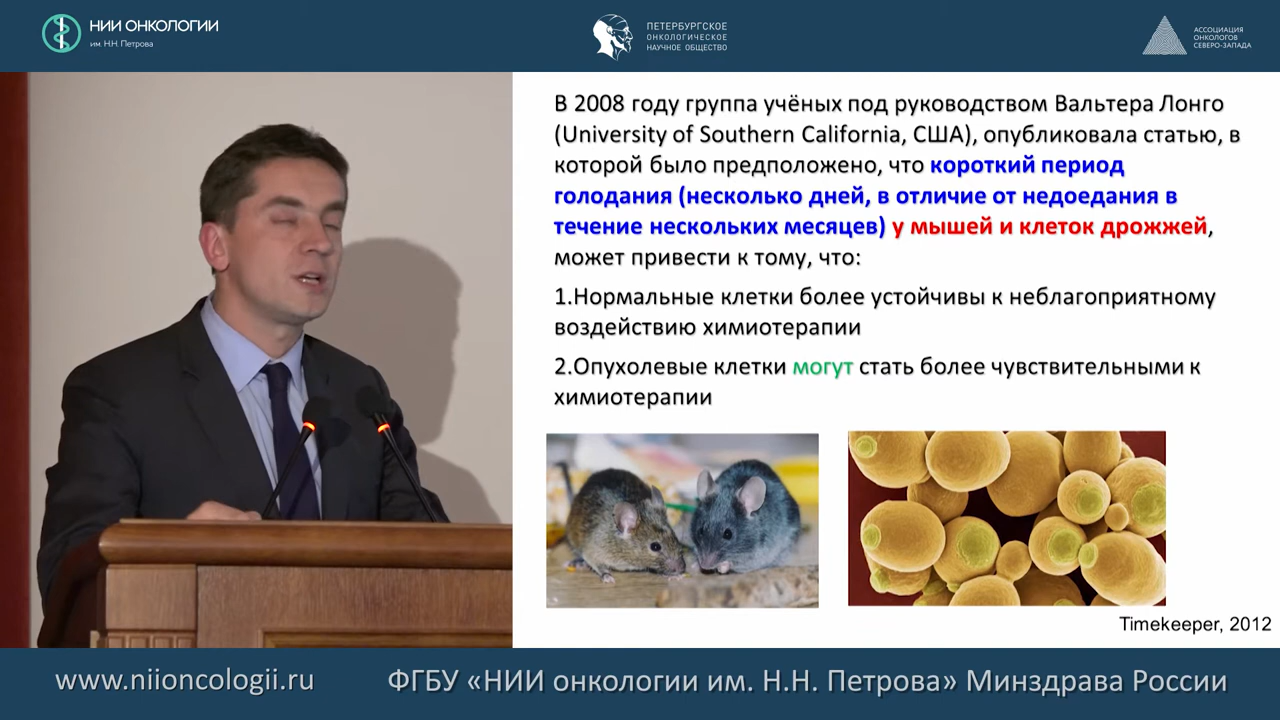 НИИ ОНКОЛОГИИ
им. Н.Н. Петрова
ПЕТЕРБУРГСКОЕ
ОНКОЛОГИЧЕСКОЕ
НАУЧНОЕ ОБЩЕСТВО
АССОЦИАЦИЯ
ОНКОЛОГОВ
СЕВЕРО-ЗАПАДА
В 2008 году группа учёных под руководством Вальтера Лонго
(University of Southern California, США), опубликовала статью, в
которой было предположено, что короткий период
голодания (несколько дней, в отличие от недоедания в
течение нескольких месяцев) у мышей и клеток дрожжей,
может привести к тому, что:
1.Нормальные клетки более устойчивы к неблагоприятному
воздействию химиотерапии
2.Опухолевые клетки могут стать более чувствительными к
химиотерапии
Timekeeper, 2012
www.niioncologii.ru
ФГБУ «НИИ онкологии им. Н.Н. Петрова» Минздрава России